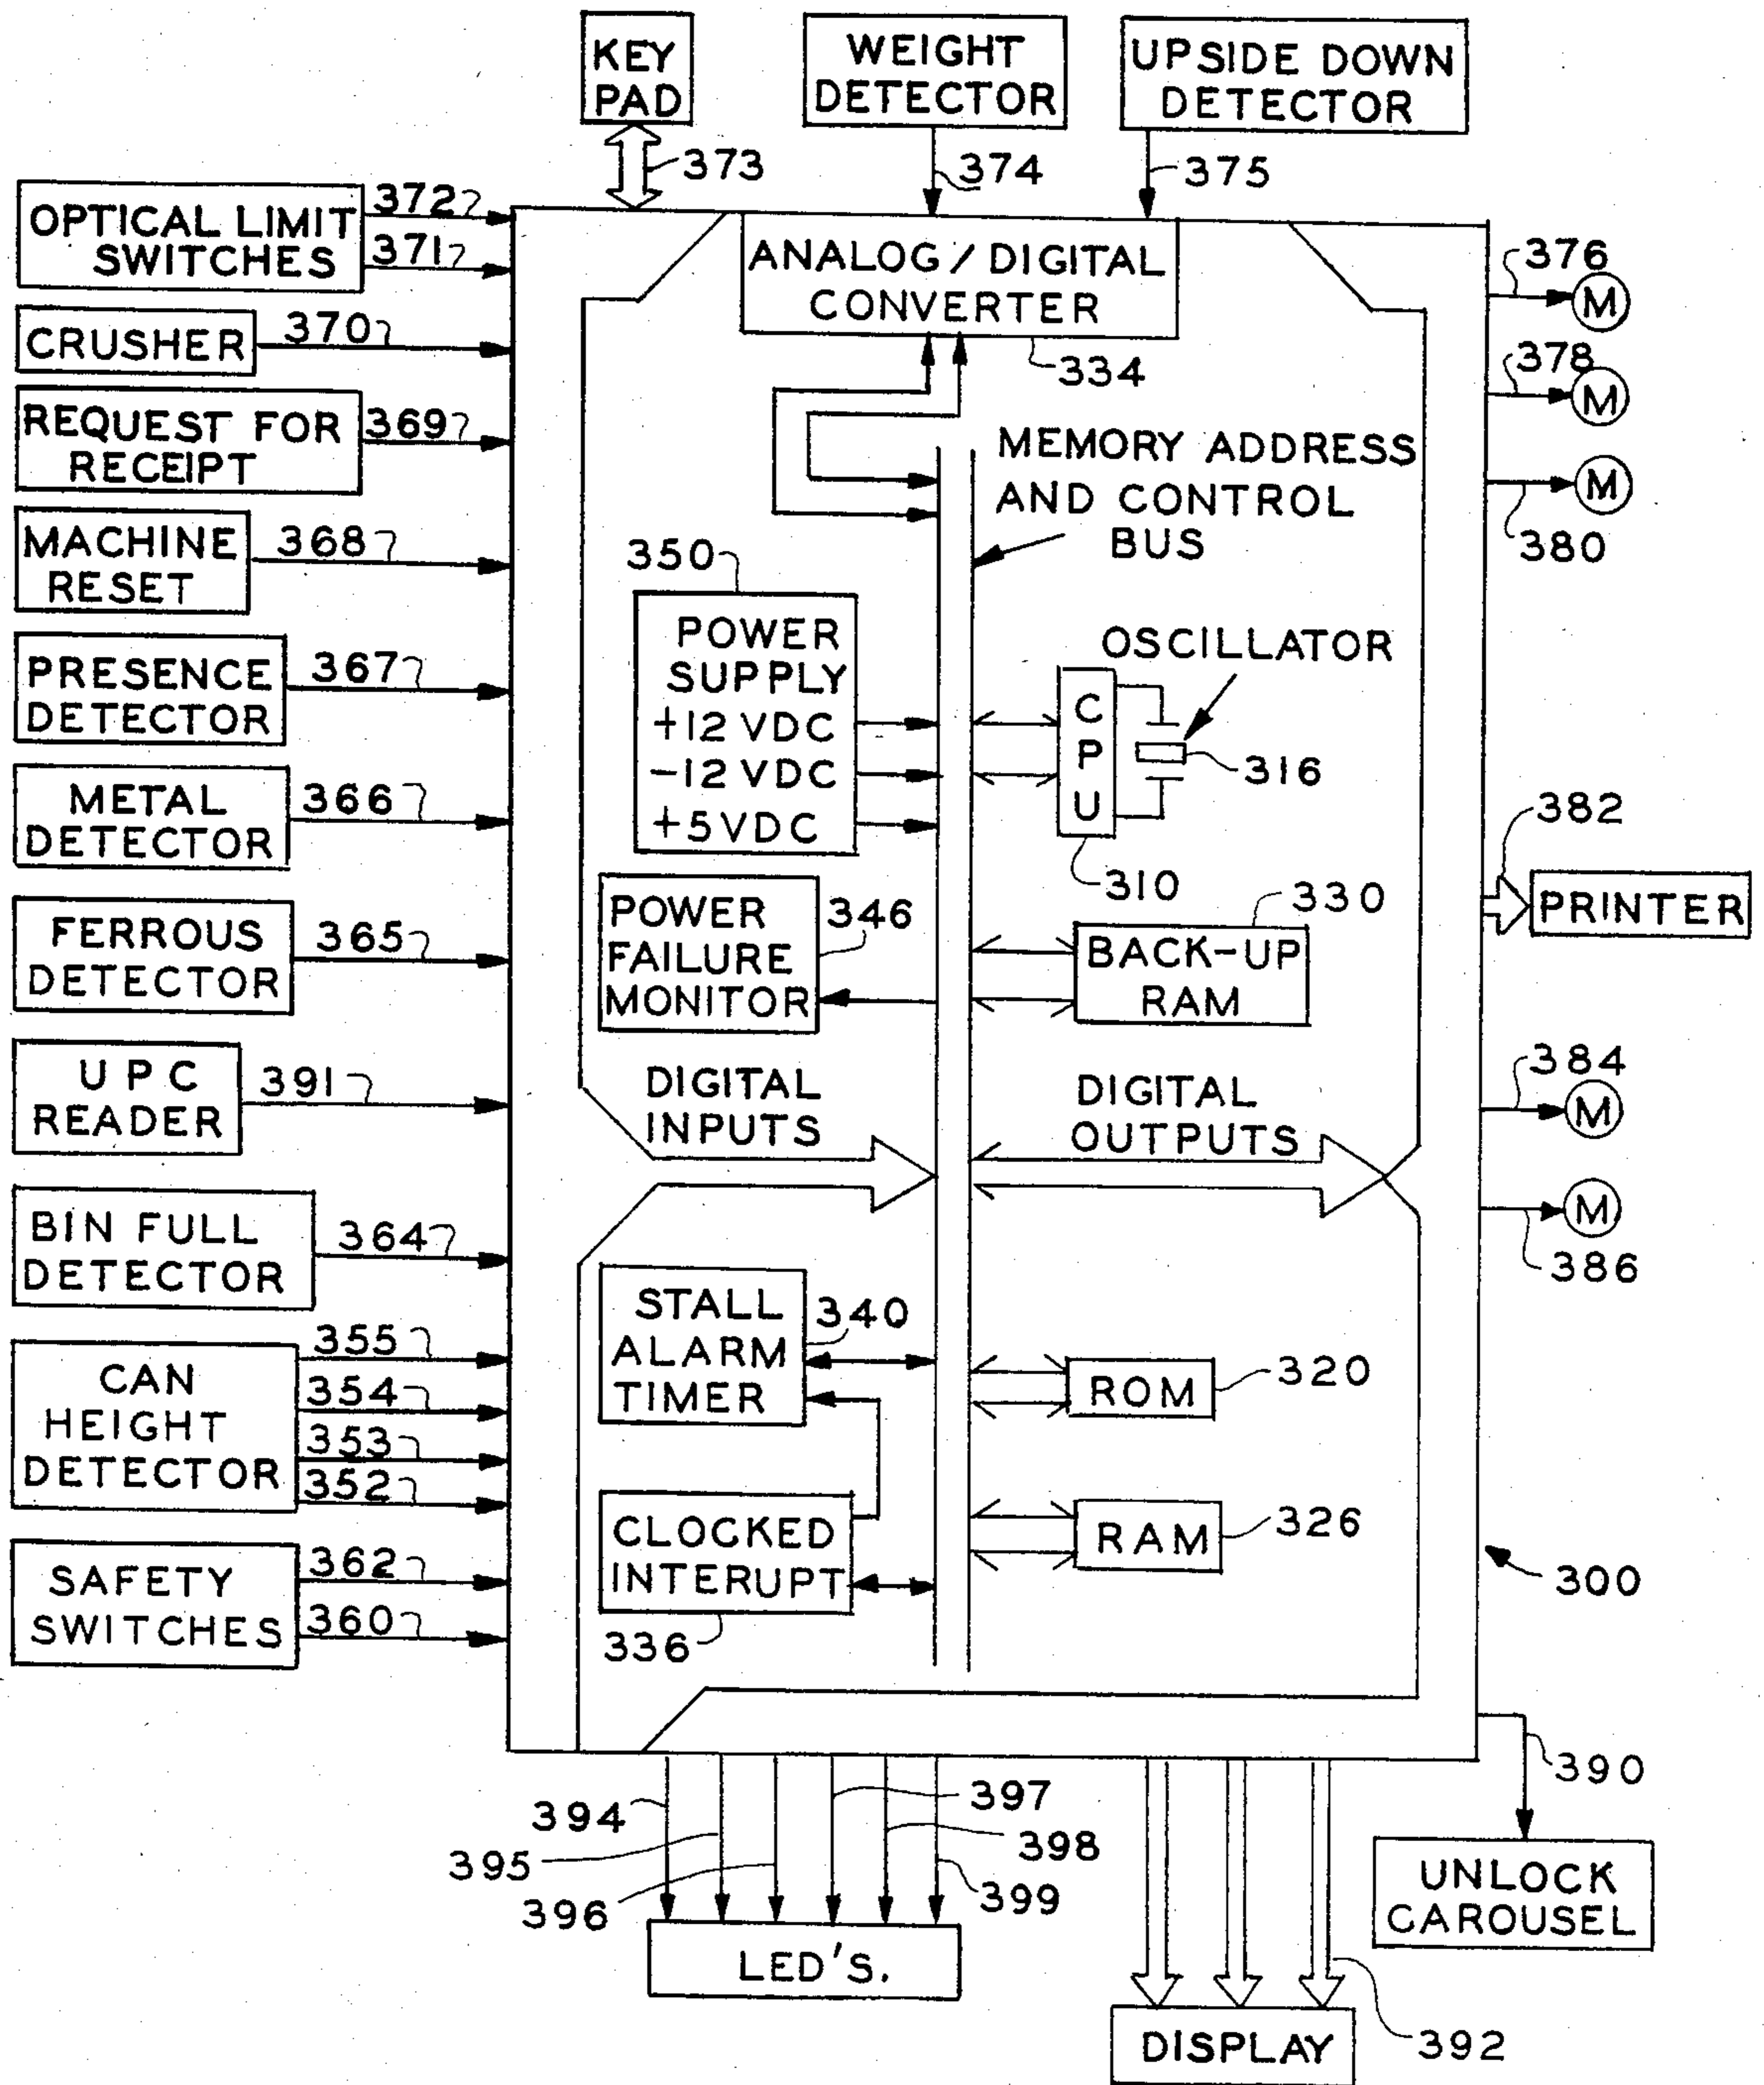 KEY
PAD
WEIGHT
DETECTOR
UPSIDE DOWN
DETECTOR
373
374
375
OPTICAL LIMIT
SWITCHES
372
371
CRUSHER
370
REQUEST FOR
RECEIPT
369
MACHINE
RESET
368
PRESENCE
DETECTOR
367
METAL
DETECTOR
366
FERROUS
DETECTOR
365
UPC
READER
391
BIN FULL
DETECTOR
364
CAN
HEIGHT
DETECTOR
355
354
353
352
SAFETY
SWITCHES
362
360
ANALOG / DIGITAL
CONVERTER
334
MEMORY ADDRESS
AND CONTROL
BUS
350
POWER
SUPPLY
+12 VDC
-12 VDC
+5 VDC
OSCILLATOR
C
P
U
316
310
POWER
FAILURE
MONITOR
346
330
BACK-UP
RAM
DIGITAL
INPUTS
DIGITAL
OUTPUTS
STALL
ALARM
TIMER
340
ROM
320
CLOCKED
INTERUPT
336
RAM
326
376
M
378
M
M
380
382
PRINTER
384
M
M
386
300
390
UNLOCK
CAROUSEL
394
395
396
397
398
399
LED'S.
DISPLAY
392